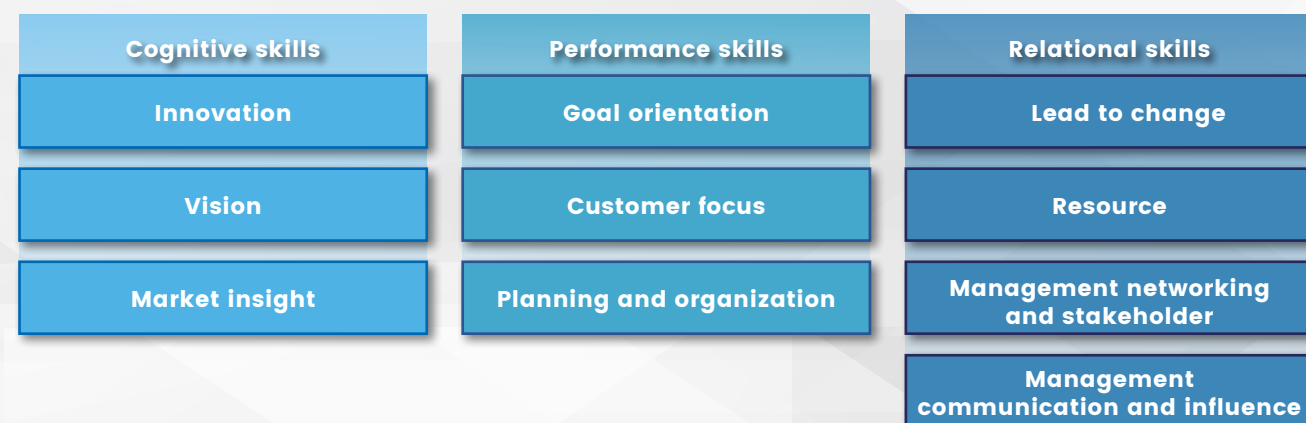 Cognitive skills
Innovation
Vision
Market insight
Performance skills
Goal orientation
Customer focus
Planning and organization
Relational skills
Lead to change
Resource
Management networking
and stakeholder
Management
communication and influence